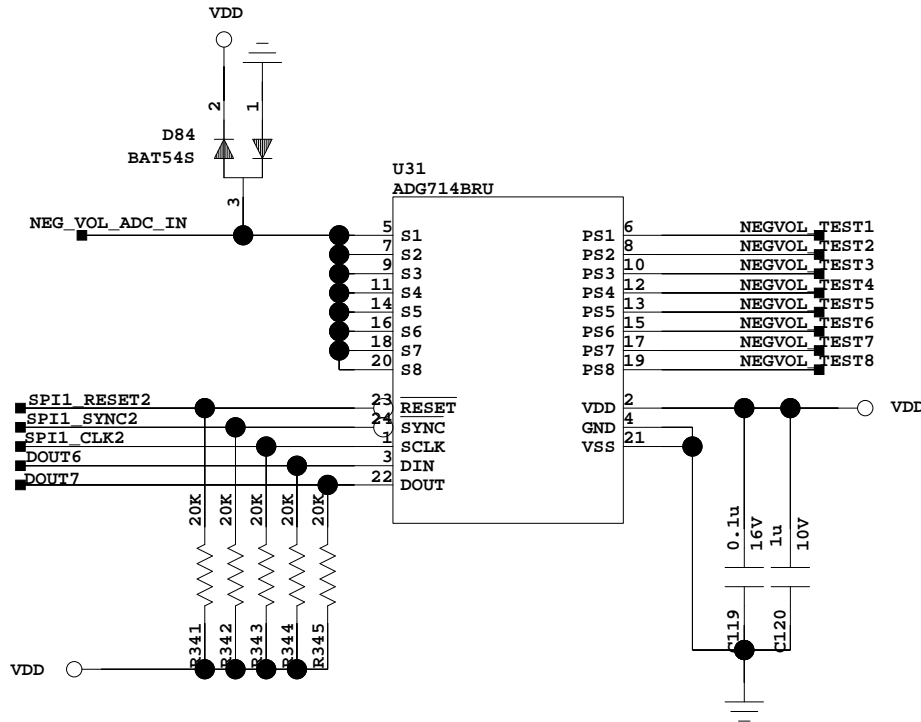 VDD
2
1
D84
BAT54S
3
U31
ADG714BRU
NEG_VOL_ADC_IN
5 S1 PS1 6 NEGVOL_TEST1
7 S2 PS2 8 NEGVOL_TEST2
9 S3 PS3 10 NEGVOL_TEST3
11 S4 PS4 12 NEGVOL_TEST4
14 S5 PS5 13 NEGVOL_TEST5
16 S6 PS6 15 NEGVOL_TEST6
18 S7 PS7 17 NEGVOL_TEST7
20 S8 PS8 19 NEGVOL_TEST8
SPI1_RESET2 23 RESET VDD 2 VDD
SPI1_SYNC2 24 SYNC GND 4
SPI1_CLK2 1 SCLK VSS 21
DOUT6 3 DIN
DOUT7 22 DOUT
20K 20K 20K 20K 20K
0.1u 16V 1u 10V
R341 R342 R343 R344 R345
C119 C120
VDD